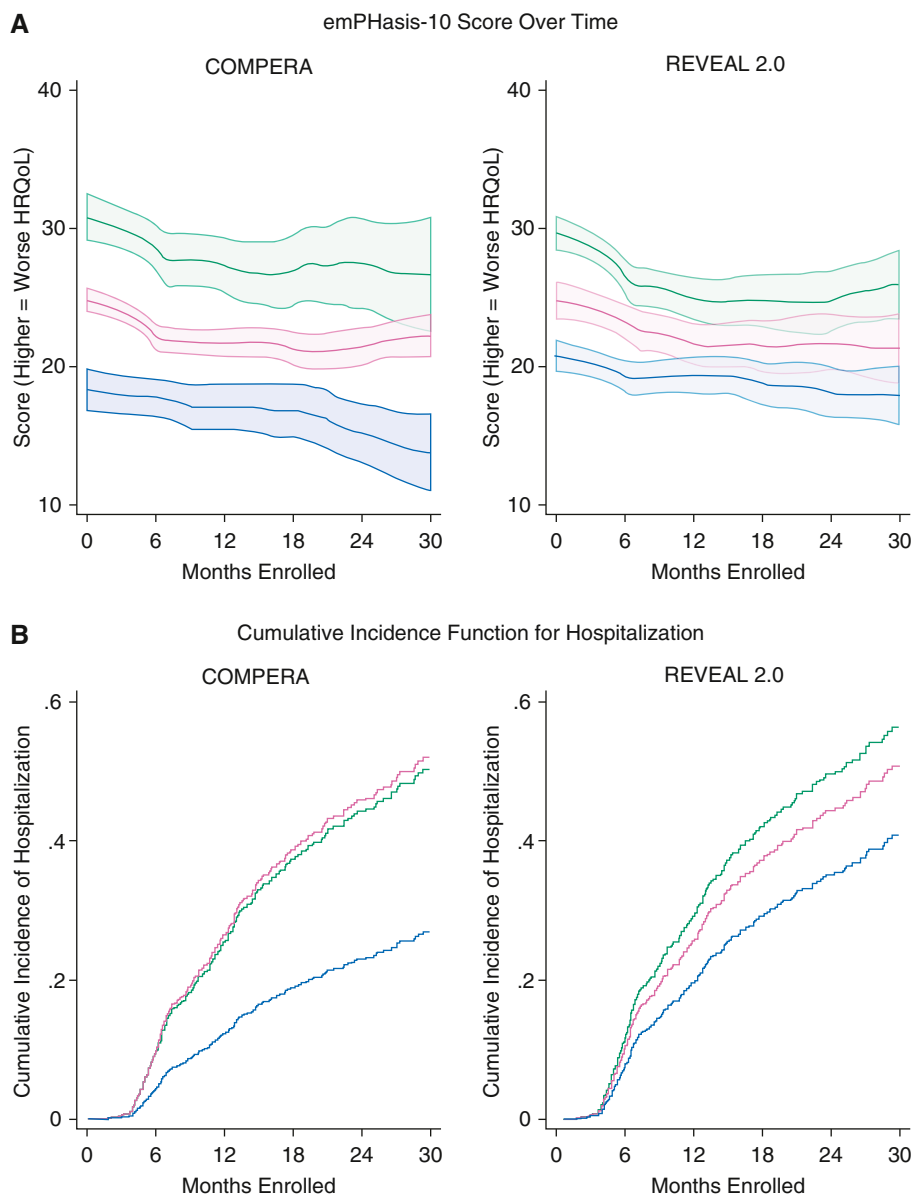 A
emPHasis-10 Score Over Time
COMPERA
REVEAL 2.0
Score (Higher = Worse HRQoL)
40
30
20
10
0 6 12 18 24 30
Months Enrolled
Score (Higher = Worse HRQoL)
40
30
20
10
0 6 12 18 24 30
Months Enrolled
B
Cumulative Incidence Function for Hospitalization
COMPERA
REVEAL 2.0
Cumulative Incidence of Hospitalization
.6
.4
.2
0
0 6 12 18 24 30
Months Enrolled
Cumulative Incidence of Hospitalization
.6
.4
.2
0
0 6 12 18 24 30
Months Enrolled